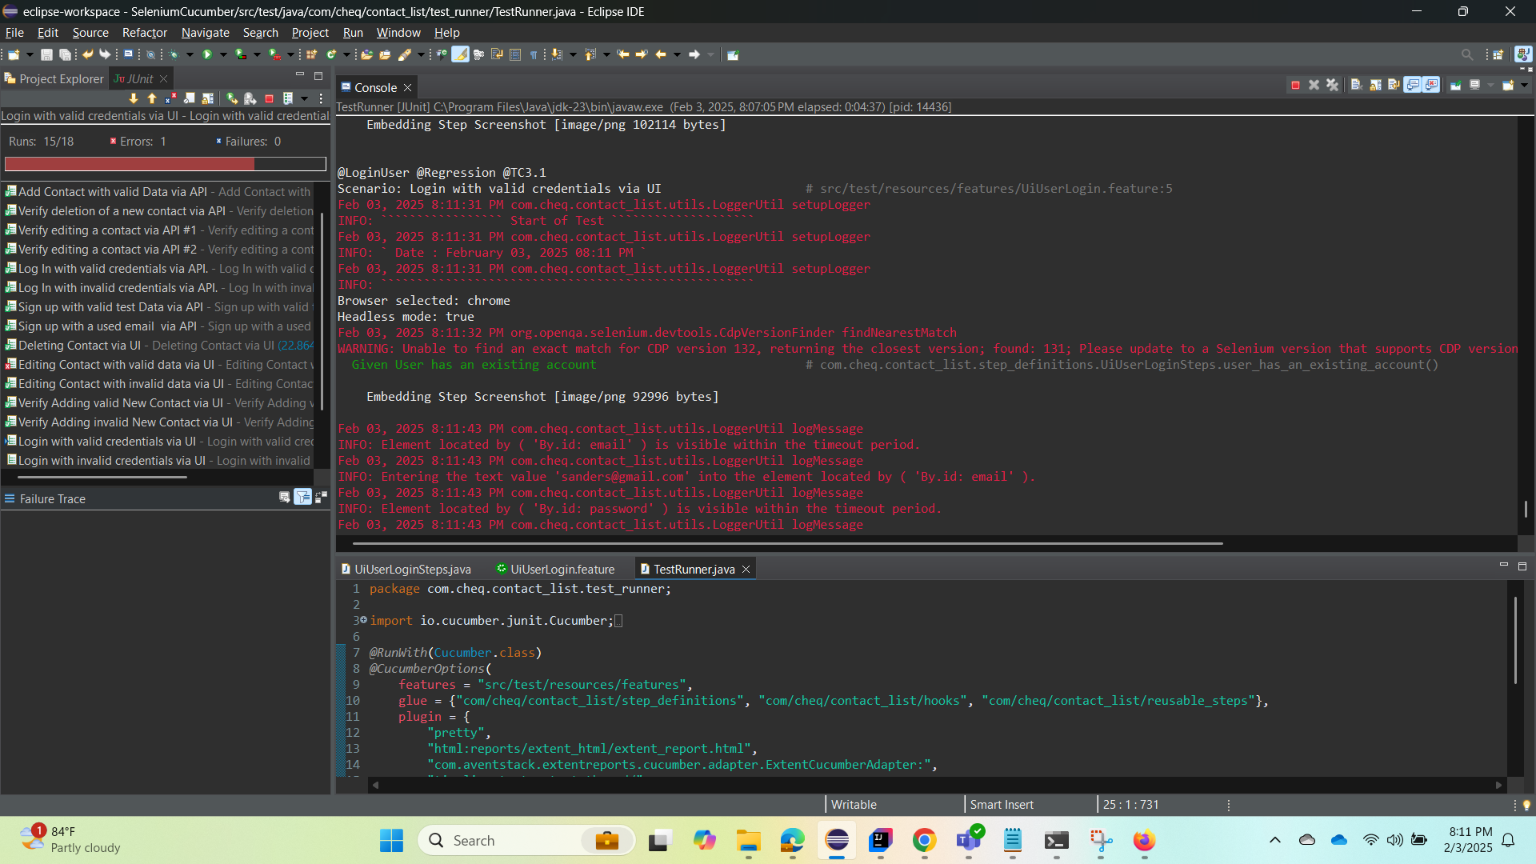 eclipse-workspace - SeleniumCucumber/src/test/java/com/cheq/contact_list/test_runner/TestRunner.java - Eclipse IDE
File Edit Source Refactor Navigate Search Project Run Window Help
Project Explorer JUnit
Login with valid credentials via UI - Login with valid credential
Runs: 15/18 Errors: 1 Failures: 0
Add Contact with valid Data via API - Add Contact with
Verify deletion of a new contact via API - Verify deletion
Verify editing a contact via API #1 - Verify editing a cont
Verify editing a contact via API #2 - Verify editing a cont
Log In with valid credentials via API. - Log In with valid c
Log In with invalid credentials via API. - Log In with inva
Sign up with valid test Data via API - Sign up with valid
Sign up with a used email  via API - Sign up with a used
Deleting Contact via UI - Deleting Contact via UI (22.864
Editing Contact with valid data via UI - Editing Contact
Editing Contact with invalid data via UI - Editing Contac
Verify Adding valid New Contact via UI - Verify Adding
Verify Adding invalid New Contact via UI - Verify Adding
Login with valid credentials via UI - Login with valid cre
Login with invalid credentials via UI - Login with invalid
Failure Trace
Console
TestRunner [JUnit] C:\Program Files\Java\jdk-23\bin\javaw.exe (Feb 3, 2025, 8:07:05 PM elapsed: 0:04:37) [pid: 14436]
Embedding Step Screenshot [image/png 102114 bytes]
@LoginUser @Regression @TC3.1
Scenario: Login with valid credentials via UI # src/test/resources/features/UiUserLogin.feature:5
Feb 03, 2025 8:11:31 PM com.cheq.contact_list.utils.LoggerUtil setupLogger
INFO: ````````````````` Start of Test ````````````````````
Feb 03, 2025 8:11:31 PM com.cheq.contact_list.utils.LoggerUtil setupLogger
INFO: ` Date : February 03, 2025 08:11 PM `
Feb 03, 2025 8:11:31 PM com.cheq.contact_list.utils.LoggerUtil setupLogger
INFO: ````````````````````````````````````````````````````
Browser selected: chrome
Headless mode: true
Feb 03, 2025 8:11:32 PM org.openqa.selenium.devtools.CdpVersionFinder findNearestMatch
WARNING: Unable to find an exact match for CDP version 132, returning the closest version; found: 131; Please update to a Selenium version that supports CDP version
Given User has an existing account # com.cheq.contact_list.step_definitions.UiUserLoginSteps.user_has_an_existing_account()
Embedding Step Screenshot [image/png 92996 bytes]
Feb 03, 2025 8:11:43 PM com.cheq.contact_list.utils.LoggerUtil logMessage
INFO: Element located by ( 'By.id: email' ) is visible within the timeout period.
Feb 03, 2025 8:11:43 PM com.cheq.contact_list.utils.LoggerUtil logMessage
INFO: Entering the text value 'sanders@gmail.com' into the element located by ( 'By.id: email' ).
Feb 03, 2025 8:11:43 PM com.cheq.contact_list.utils.LoggerUtil logMessage
INFO: Element located by ( 'By.id: password' ) is visible within the timeout period.
Feb 03, 2025 8:11:43 PM com.cheq.contact_list.utils.LoggerUtil logMessage
UiUserLoginSteps.java UiUserLogin.feature TestRunner.java
1 package com.cheq.contact_list.test_runner;
2
3 import io.cucumber.junit.Cucumber;
6
7 @RunWith(Cucumber.class)
8 @CucumberOptions(
9 features = "src/test/resources/features",
10 glue = {"com/cheq/contact_list/step_definitions", "com/cheq/contact_list/hooks", "com/cheq/contact_list/reusable_steps"},
11 plugin = {
12 "pretty",
13 "html:reports/extent_html/extent_report.html",
14 "com.aventstack.extentreports.cucumber.adapter.ExtentCucumberAdapter:",
Writable Smart Insert 25 : 1 : 731
1
84°F
Partly cloudy
Search
8:11 PM
2/3/2025